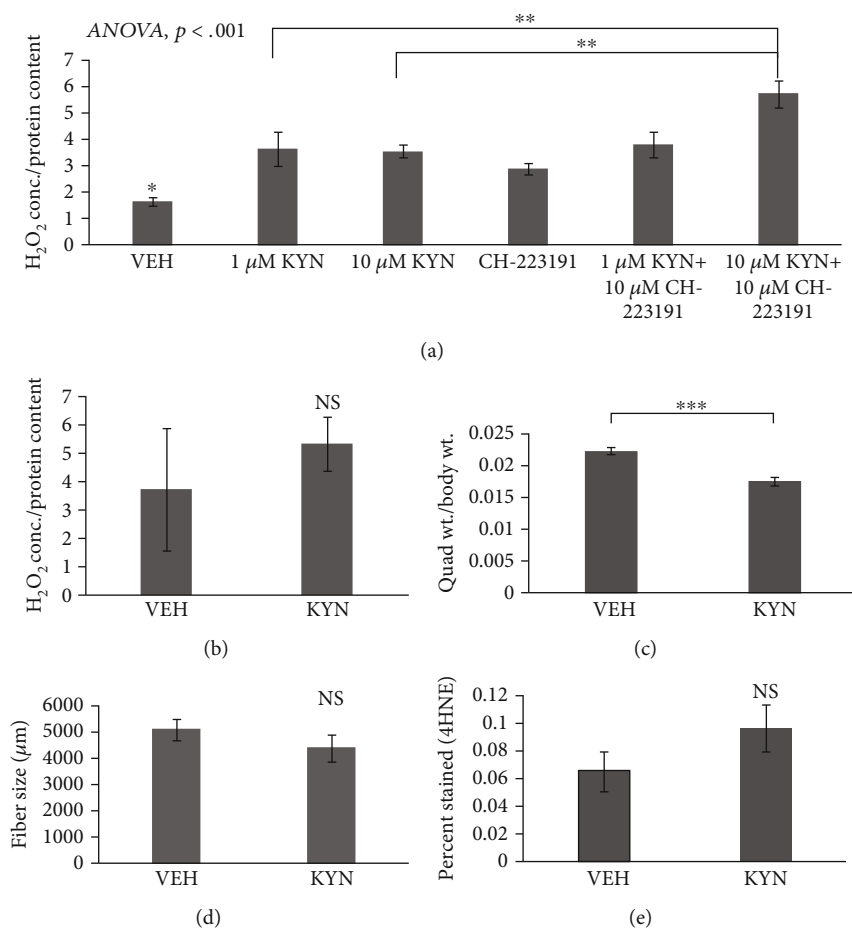 ANOVA, p < .001
**
**
H₂O₂ conc./protein content
7
6
5
4
3
2
1
0
*
VEH
1 μM KYN
10 μM KYN
CH-223191
1 μM KYN+
10 μM CH-
223191
10 μM KYN+
10 μM CH-
223191
(a)
H₂O₂ conc./protein content
7
6
5
4
3
2
1
0
NS
VEH
KYN
(b)
Quad wt./body wt.
0.025
0.02
0.015
0.01
0.005
0
***
VEH
KYN
(c)
Fiber size (μm)
6000
5000
4000
3000
2000
1000
0
NS
VEH
KYN
(d)
Percent stained (4HNE)
0.12
0.1
0.08
0.06
0.04
0.02
0
NS
VEH
KYN
(e)